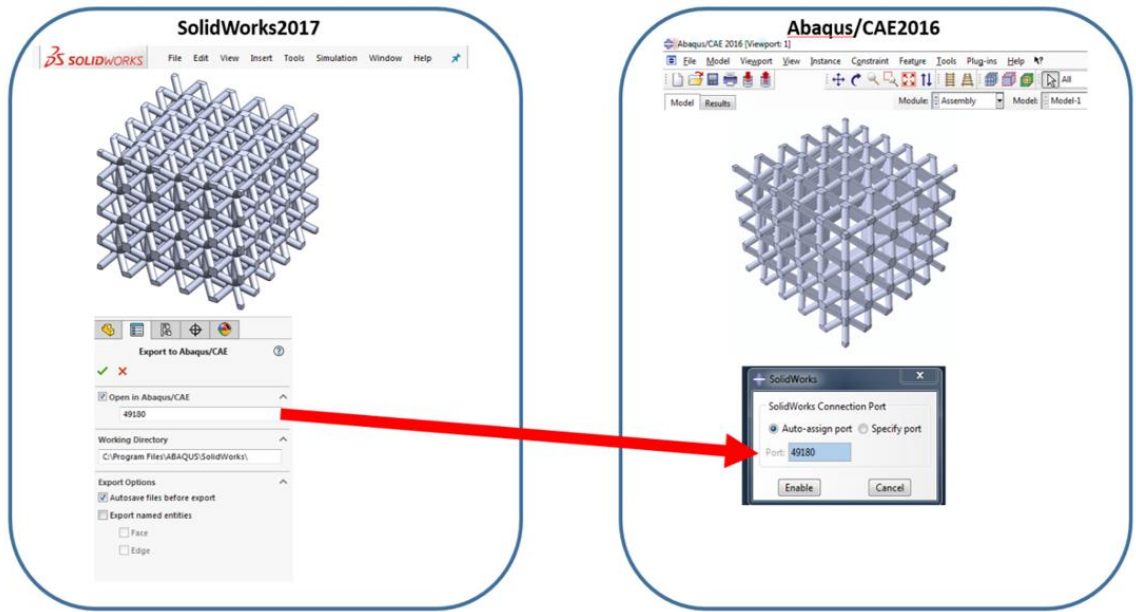 SolidWorks2017
SOLIDWORKS File Edit View Insert Tools Simulation Window Help
Export to Abaqus/CAE
Open in Abaqus/CAE
49180
Working Directory
C:\Program Files\ABAQUS\SolidWorks\
Export Options
Autosave files before export
Export named entities
Face
Edge
Abaqus/CAE2016
Abaqus/CAE 2016 [Viewport: 1]
File Model Viewport View Instance Constraint Feature Tools Plug-ins Help
All
Model Results Module: Assembly Model: Model-1
SolidWorks
SolidWorks Connection Port
Auto-assign port Specify port
Port: 49180
Enable Cancel